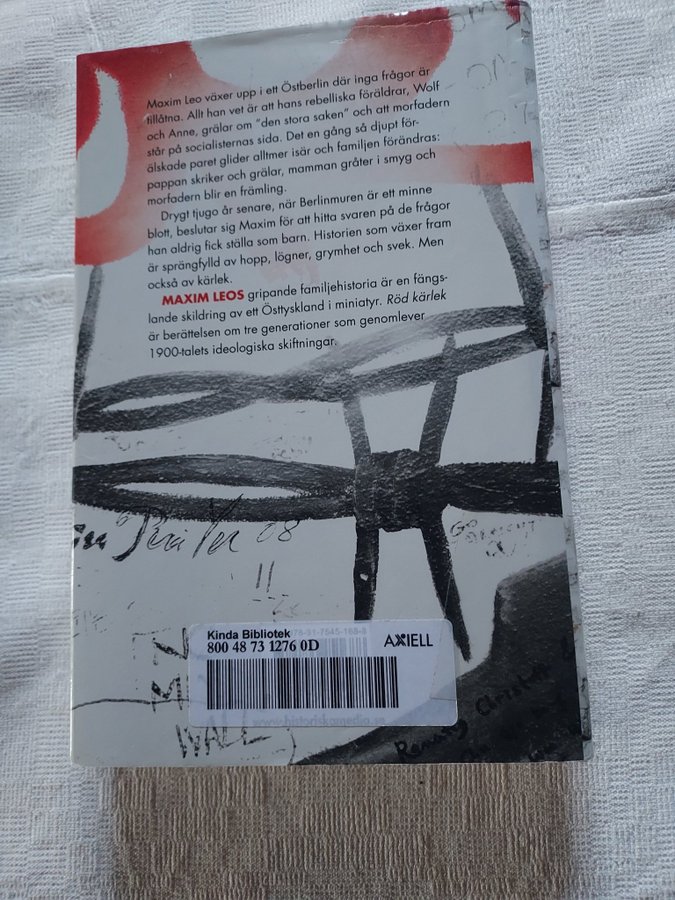 Maxim Leo växer upp i ett Östberlin där inga frågor är
tillåtna. Allt han vet är att hans rebelliska föräldrar, Wolf
och Anne, grälar om ”den stora saken” och att morfadern
står på socialisternas sida. Det en gång så djupt för-
älskade paret glider alltmer isär och familjen förändras:
pappan skriker och grälar, mamman gråter i smyg och
morfadern blir en främling.
Drygt tjugo år senare, när Berlinmuren är ett minne
blott, beslutar sig Maxim för att hitta svaren på de frågor
han aldrig fick ställa som barn. Historien som växer fram
är sprängfylld av hopp, lögner, grymhet och svek. Men
också av kärlek.
MAXIM LEOS gripande familjehistoria är en fängs-
lande skildring av ett Östtyskland i miniatyr. Röd kärlek
är berättelsen om tre generationer som genomlever
1900-talets ideologiska skiftningar.
08
!!
Kinda Bibliotek
800 48 73 1276 0D
AXIELL
www.historiskamedia.se
WALL